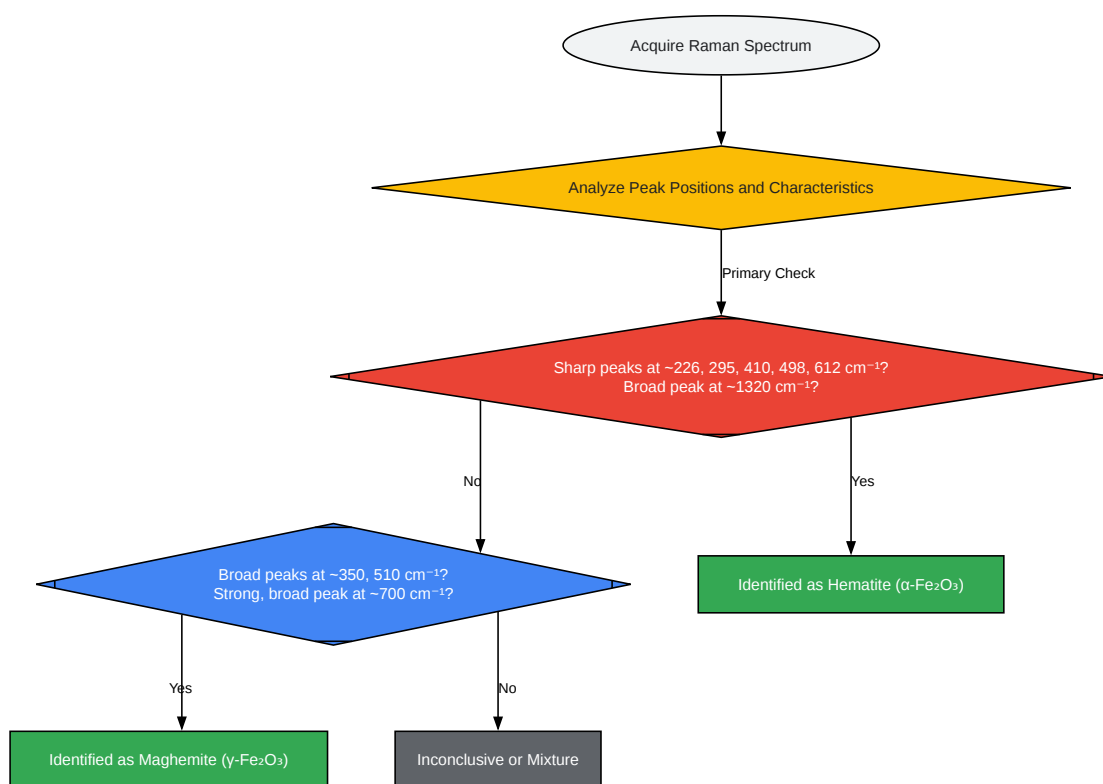 Acquire Raman Spectrum
Analyze Peak Positions and Characteristics
Primary Check
Sharp peaks at ~226, 295, 410, 498, 612 cm⁻¹?
Broad peak at ~1320 cm⁻¹?
No
Yes
Broad peaks at ~350, 510 cm⁻¹?
Strong, broad peak at ~700 cm⁻¹?
Identified as Hematite (α-Fe₂O₃)
Yes
No
Identified as Maghemite (γ-Fe₂O₃)
Inconclusive or Mixture